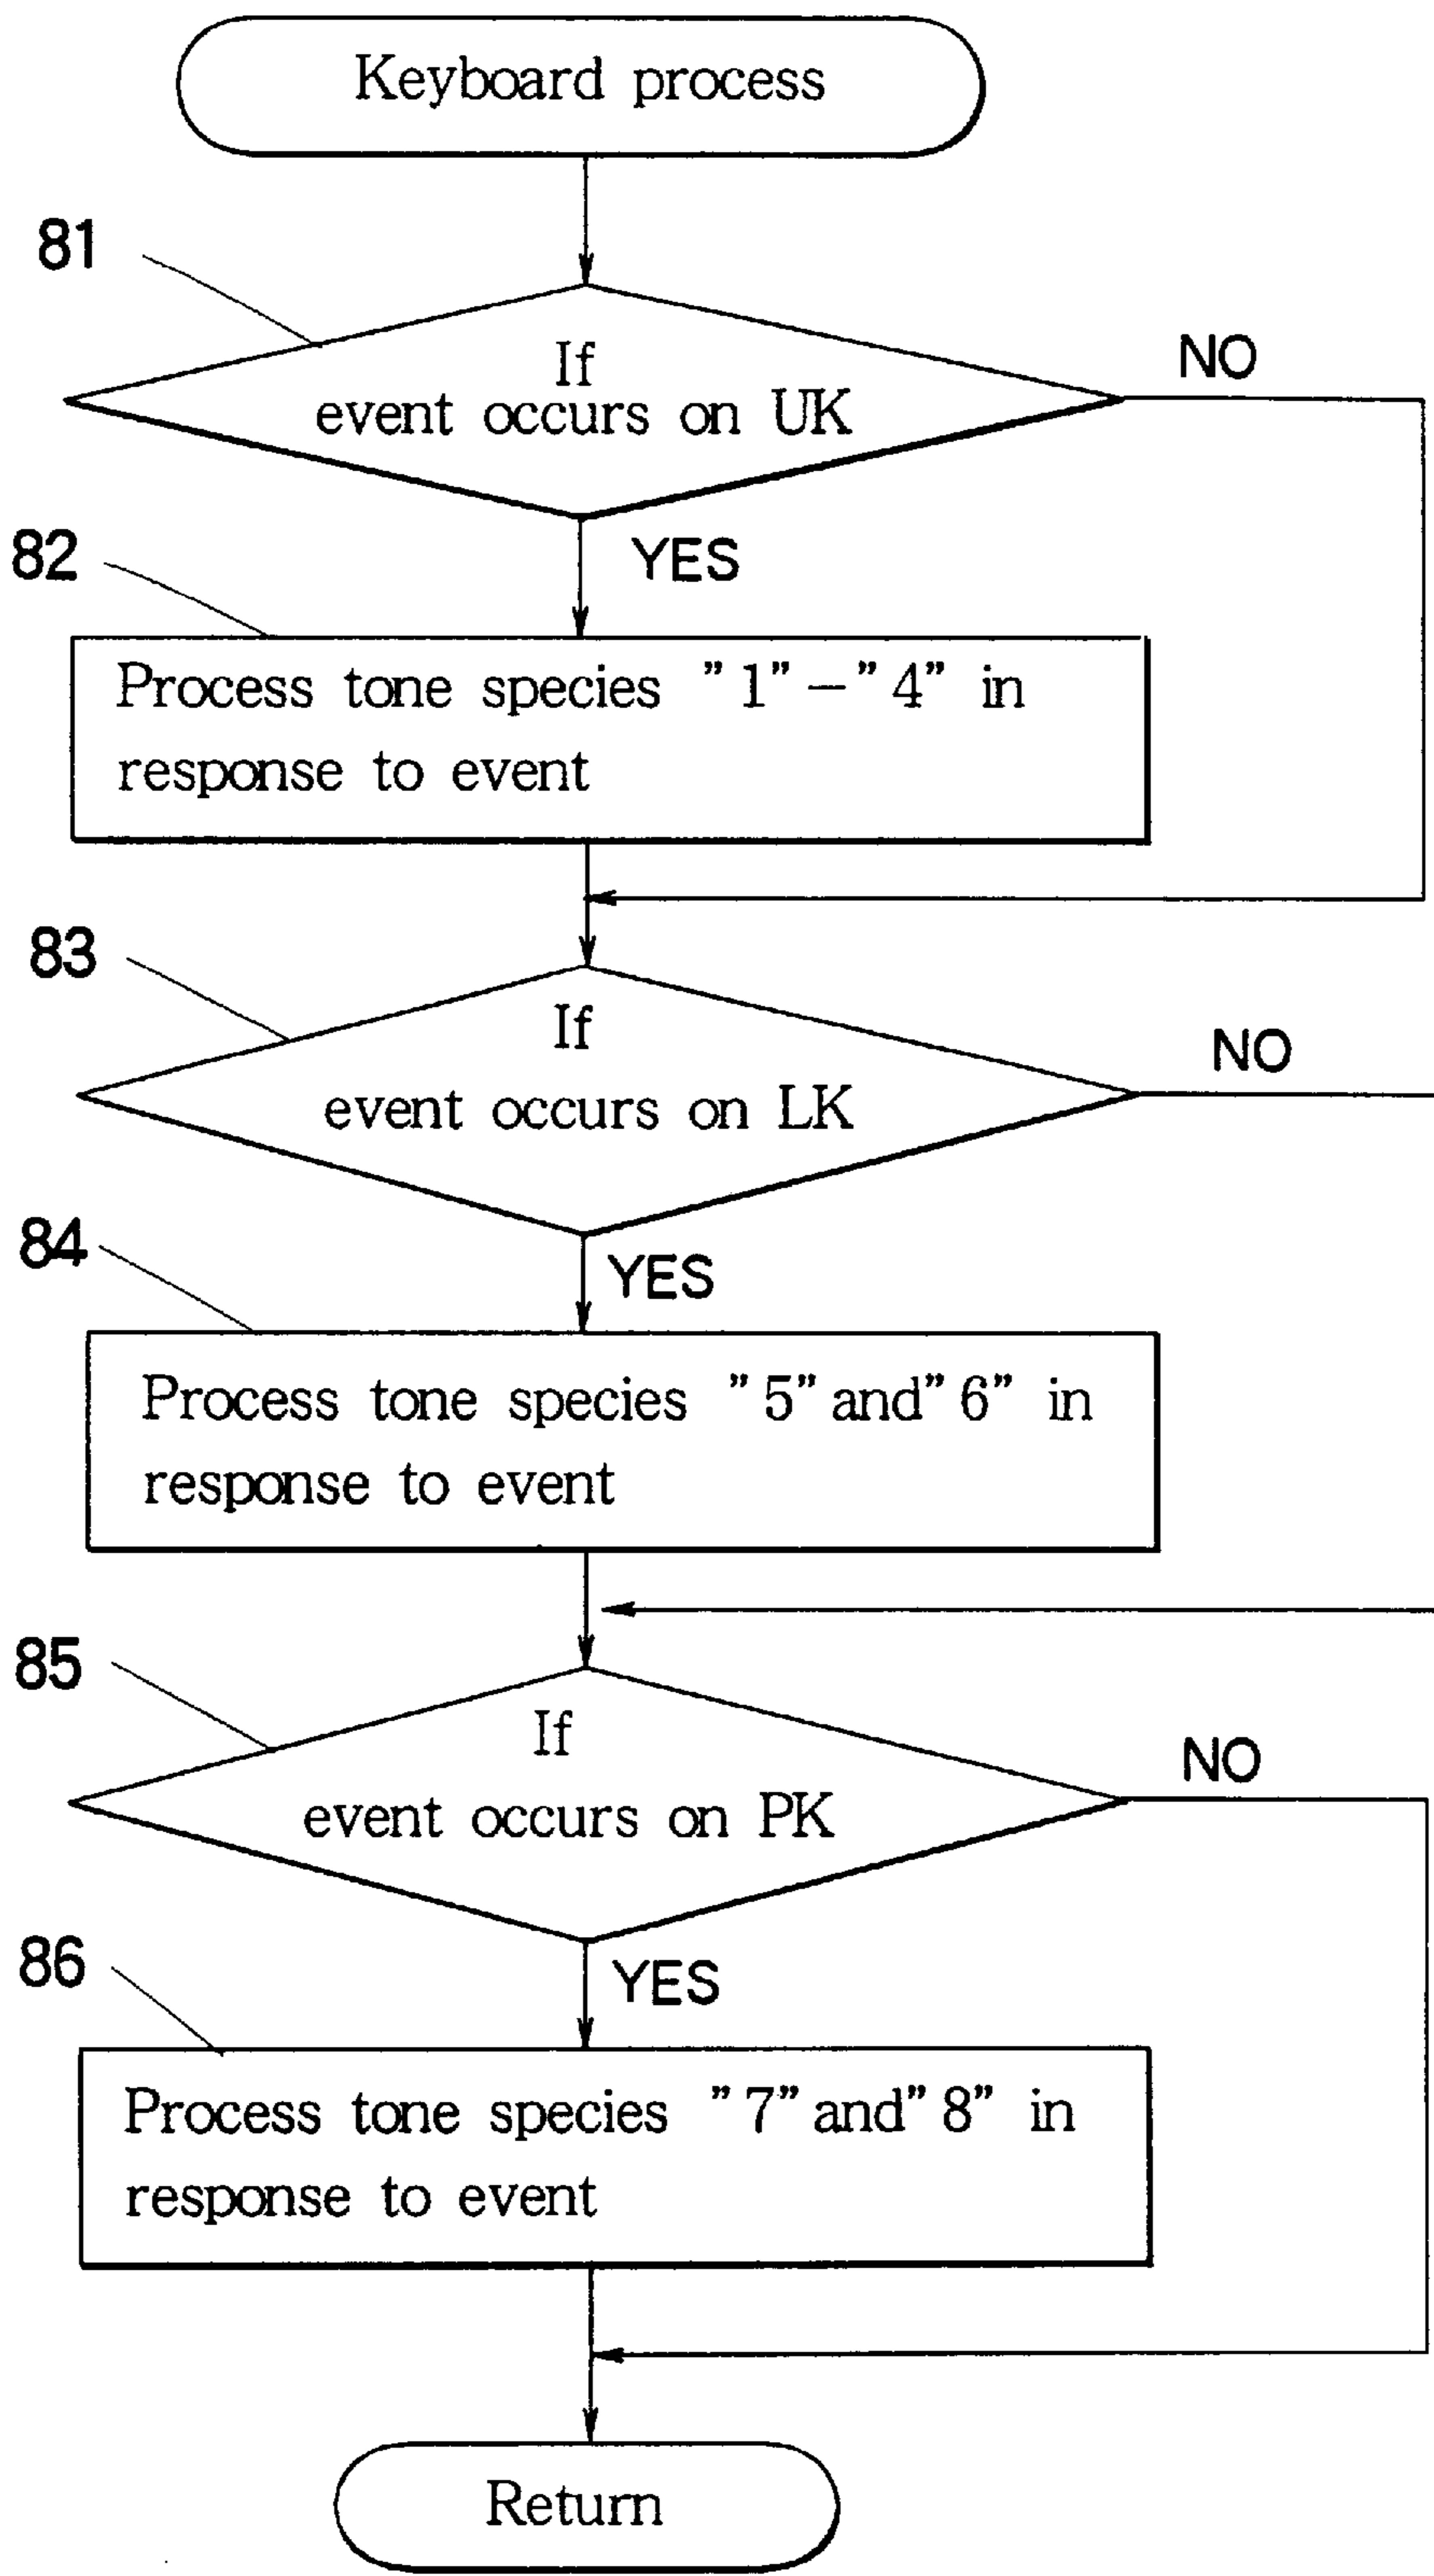 Keyboard process
81
If
event occurs on UK
NO
YES
82
Process tone species "1"–"4" in
response to event
83
If
event occurs on LK
NO
YES
84
Process tone species "5" and "6" in
response to event
85
If
event occurs on PK
NO
YES
86
Process tone species "7" and "8" in
response to event
Return